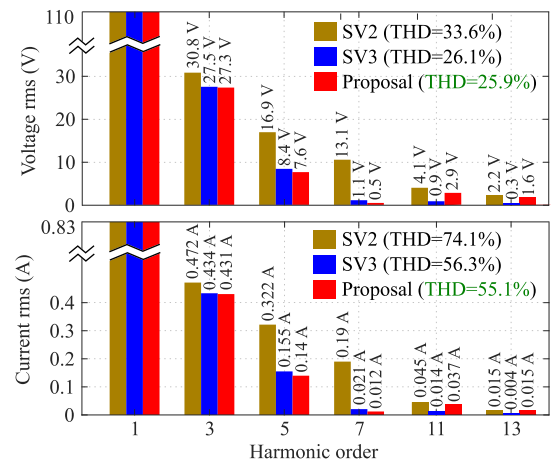 110
30
20
10
0
Voltage rms (V)
SV2 (THD=33.6%)
SV3 (THD=26.1%)
Proposal (THD=25.9%)
30.8 V
27.5 V
27.3 V
16.9 V
8.4 V
7.6 V
13.1 V
1.1 V
0.5 V
4.1 V
0.9 V
2.9 V
2.2 V
0.3 V
1.6 V
0.83
0.4
0.3
0.2
0.1
0
Current rms (A)
SV2 (THD=74.1%)
SV3 (THD=56.3%)
Proposal (THD=55.1%)
0.472 A
0.434 A
0.431 A
0.322 A
0.155 A
0.14 A
0.19 A
0.021 A
0.012 A
0.045 A
0.014 A
0.037 A
0.015 A
0.004 A
0.015 A
1 3 5 7 11 13
Harmonic order